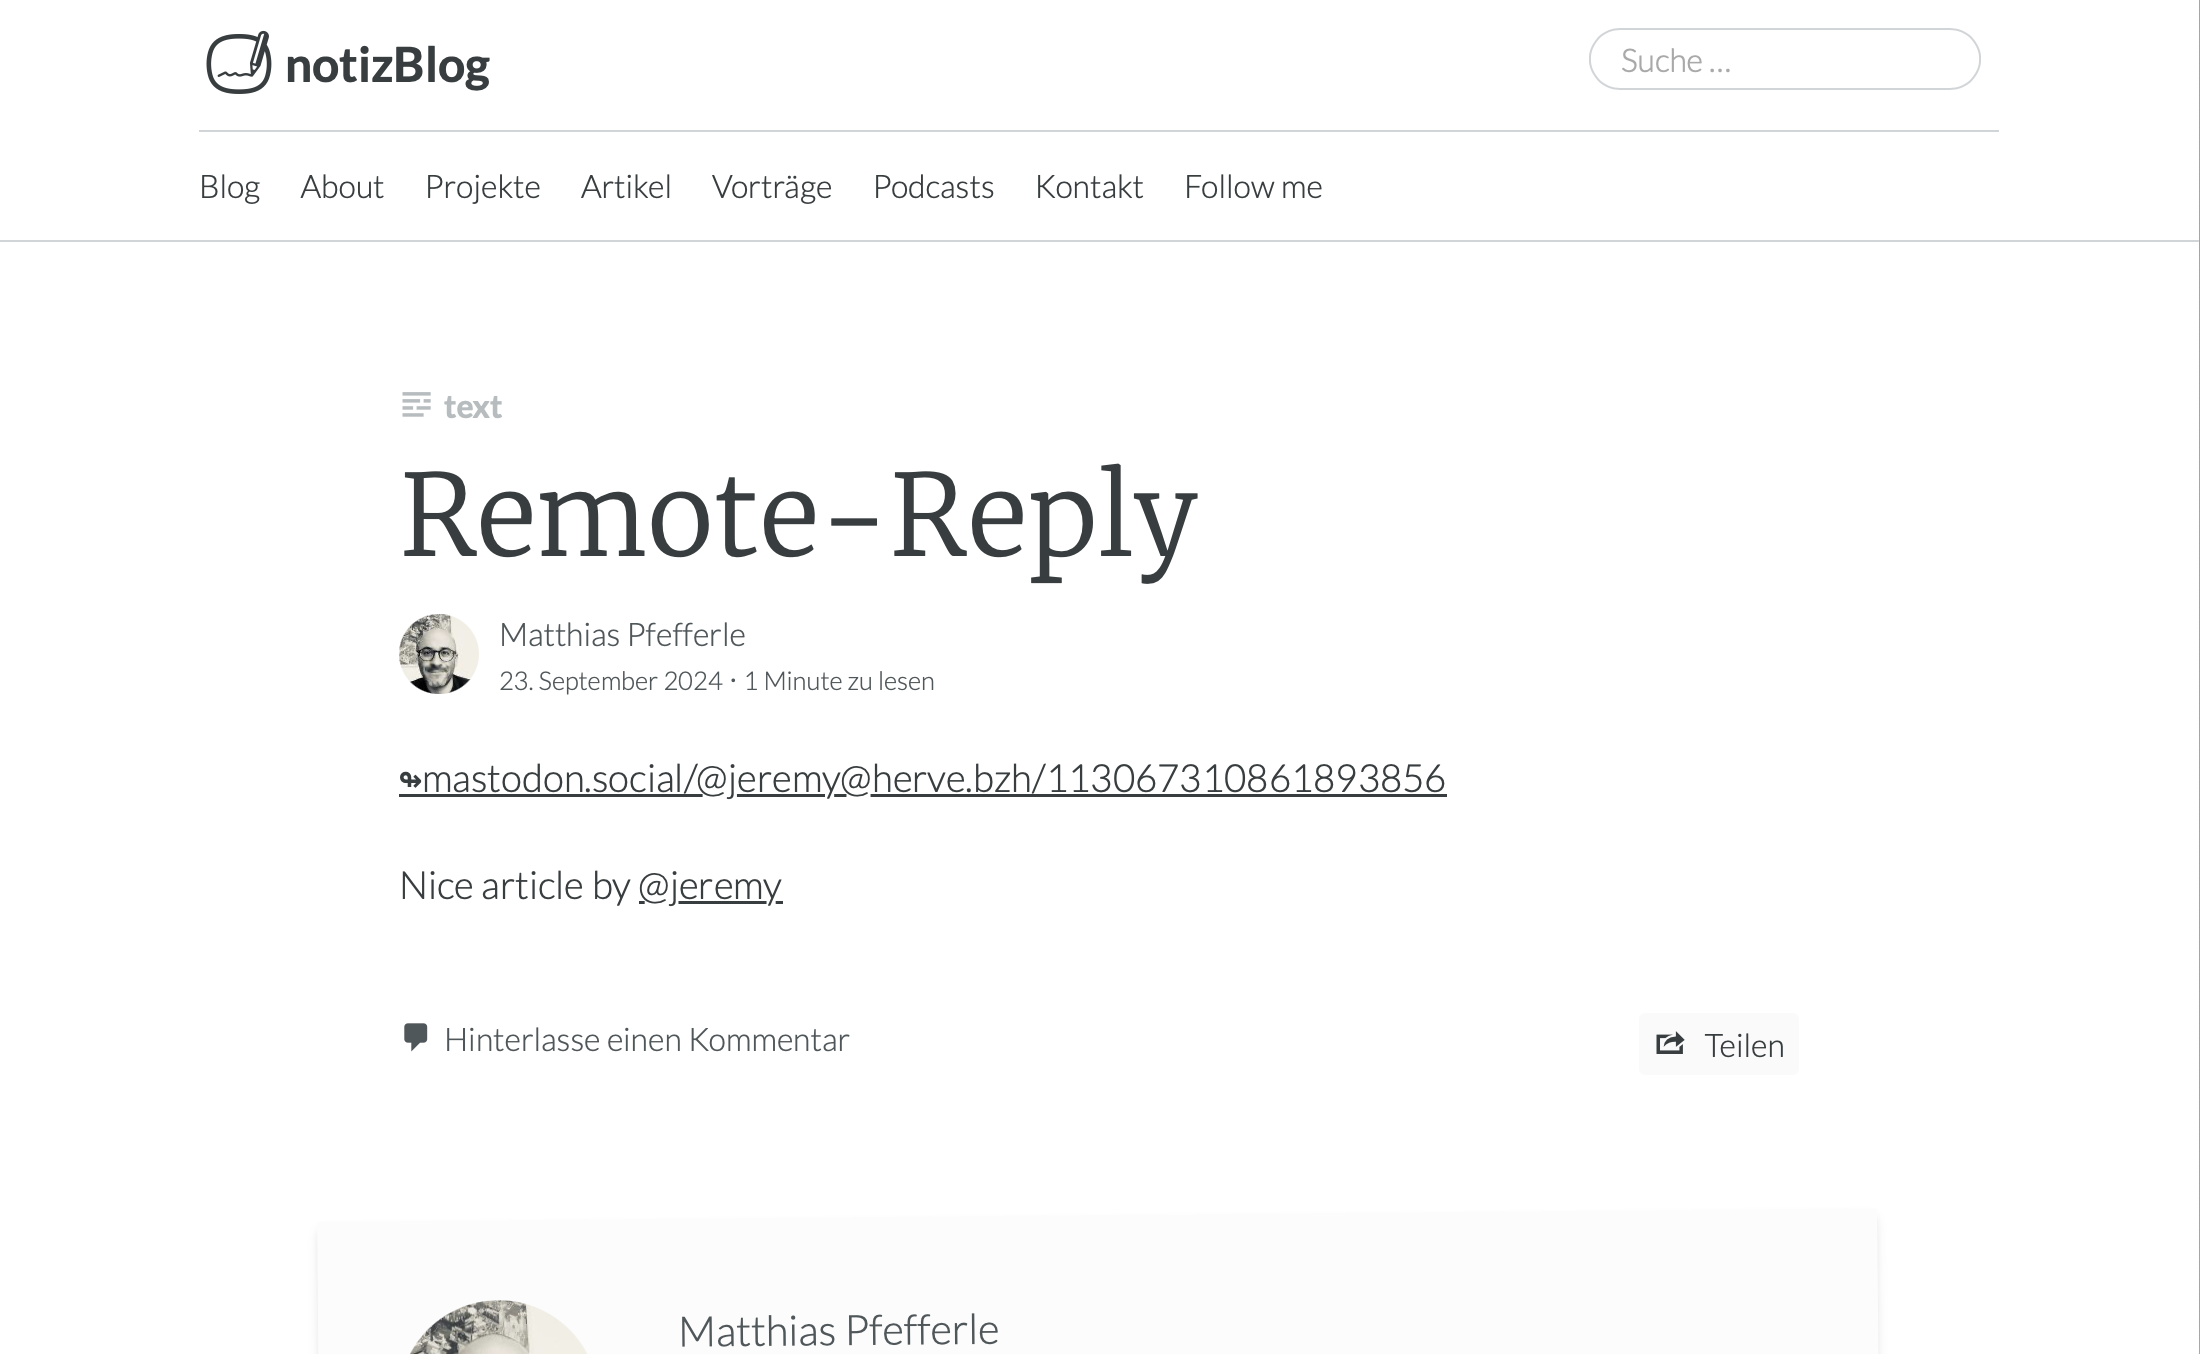 notizBlog
Suche ...
Blog About Projekte Artikel Vorträge Podcasts Kontakt Follow me
text
Remote-Reply
Matthias Pfefferle
23. September 2024 · 1 Minute zu lesen
↬mastodon.social/@jeremy@herve.bzh/113067310861893856
Nice article by @jeremy
Hinterlasse einen Kommentar
Teilen
Matthias Pfefferle